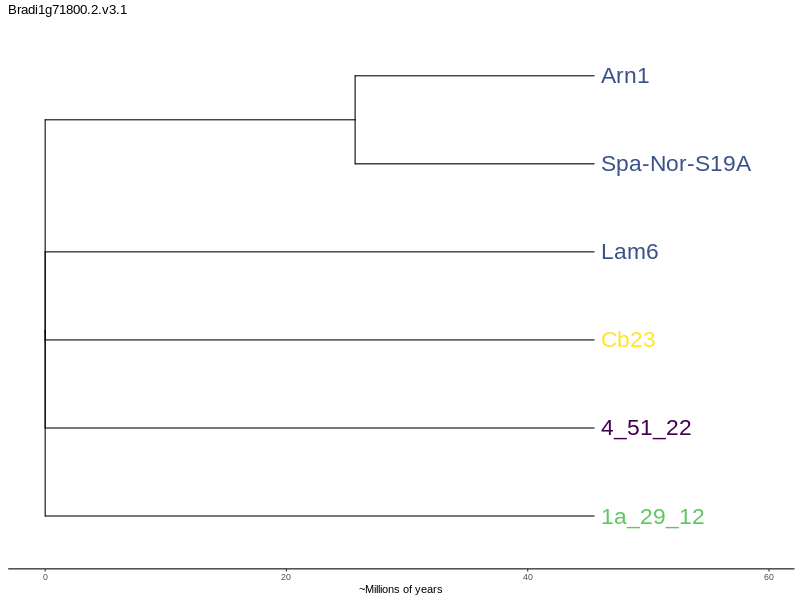 Bradi1g71800.2.v3.1
Arn1
Spa-Nor-S19A
Lam6
Cb23
4_51_22
1a_29_12
0 20 40 60
~Millions of years